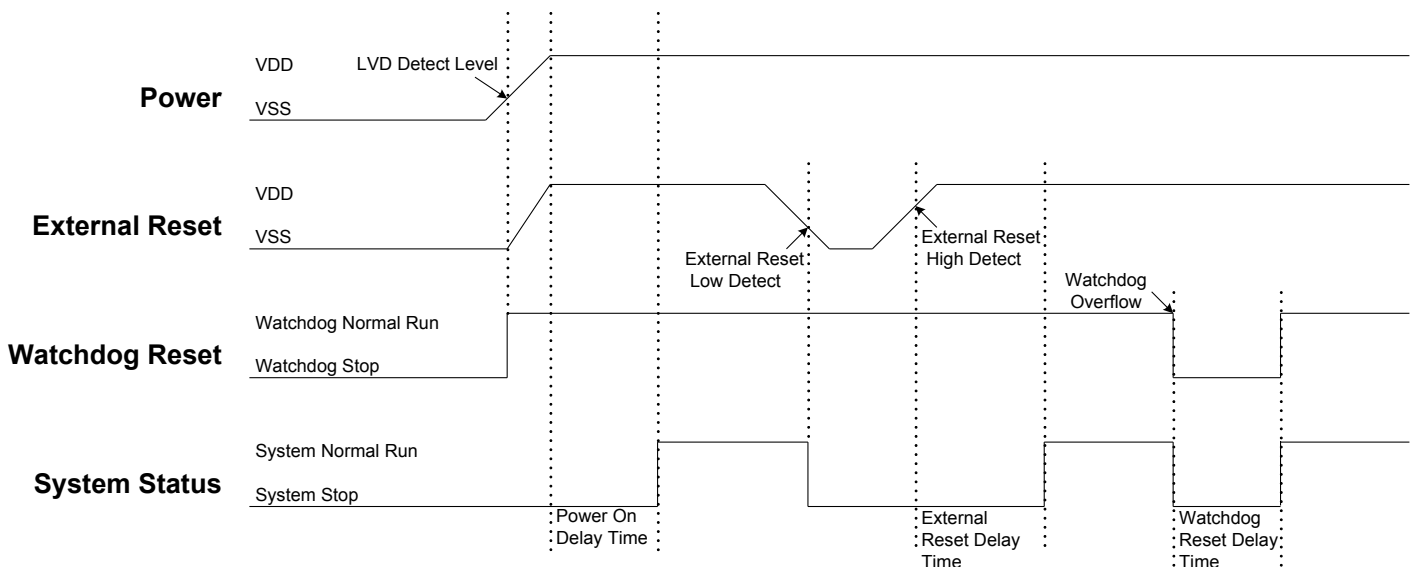 VDD
LVD Detect Level
Power
VSS
VDD
External Reset
VSS
External Reset
Low Detect
External Reset
High Detect
Watchdog
Overflow
Watchdog Normal Run
Watchdog Reset
Watchdog Stop
System Normal Run
System Status
System Stop
Power On
Delay Time
External
Reset Delay
Time
Watchdog
Reset Delay
Time